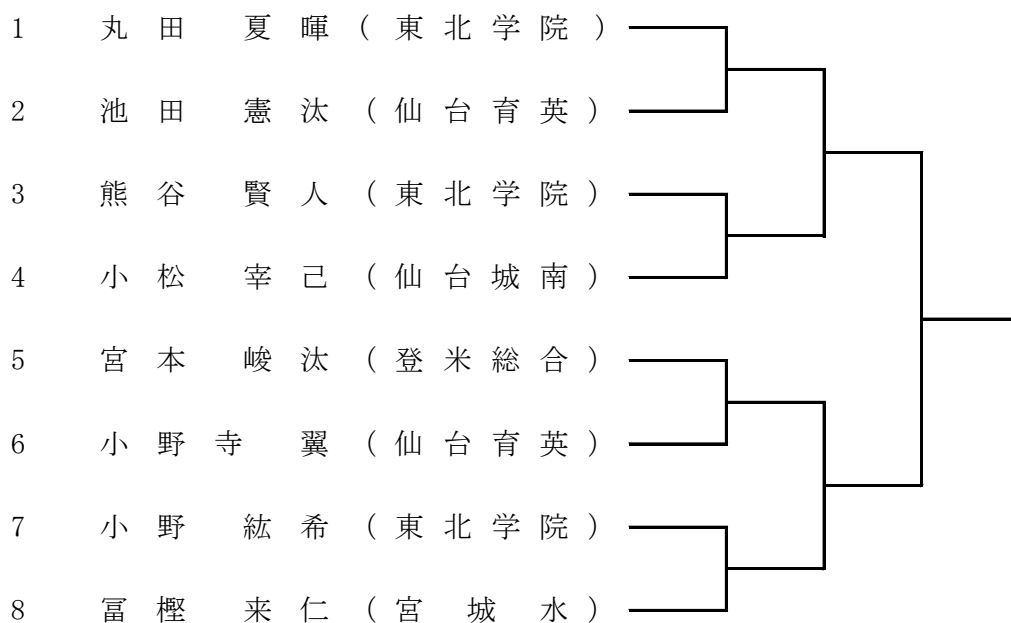 1 丸田 夏暉 (東北学院)
2 池田 憲汰 (仙台育英)
3 熊谷 賢人 (東北学院)
4 小松 宰己 (仙台城南)
5 宮本 峻汰 (登米総合)
6 小野寺 翼 (仙台育英)
7 小野 紘希 (東北学院)
8 冨樫 来仁 (宮城水)